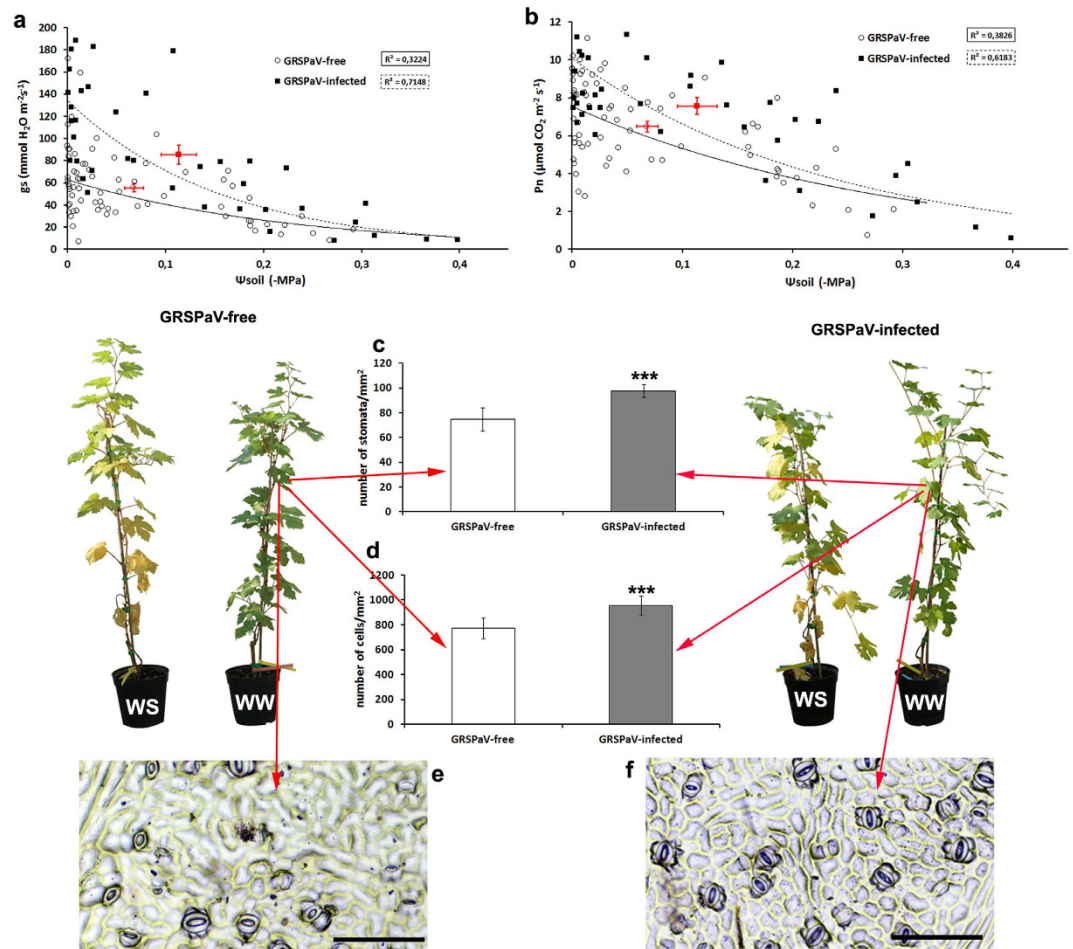 a
gs (mmol H₂O m⁻²s⁻¹)
200
180
160
140
120
100
80
60
40
20
0
0 0,1 0,2 0,3 0,4
Ψsoil (-MPa)
GRSPaV-free
GRSPaV-infected
R² = 0,3224
R² = 0,7148
b
Pn (µmol CO₂ m⁻² s⁻¹)
12
10
8
6
4
2
0
0 0,1 0,2 0,3 0,4
Ψsoil (-MPa)
GRSPaV-free
GRSPaV-infected
R² = 0,3826
R² = 0,6183
GRSPaV-free
WS
WW
c
number of stomata/mm²
120
100
80
60
40
20
0
***
GRSPaV-free GRSPaV-infected
d
number of cells/mm²
1200
1000
800
600
400
200
0
***
GRSPaV-free GRSPaV-infected
GRSPaV-infected
WS
WW
e
f